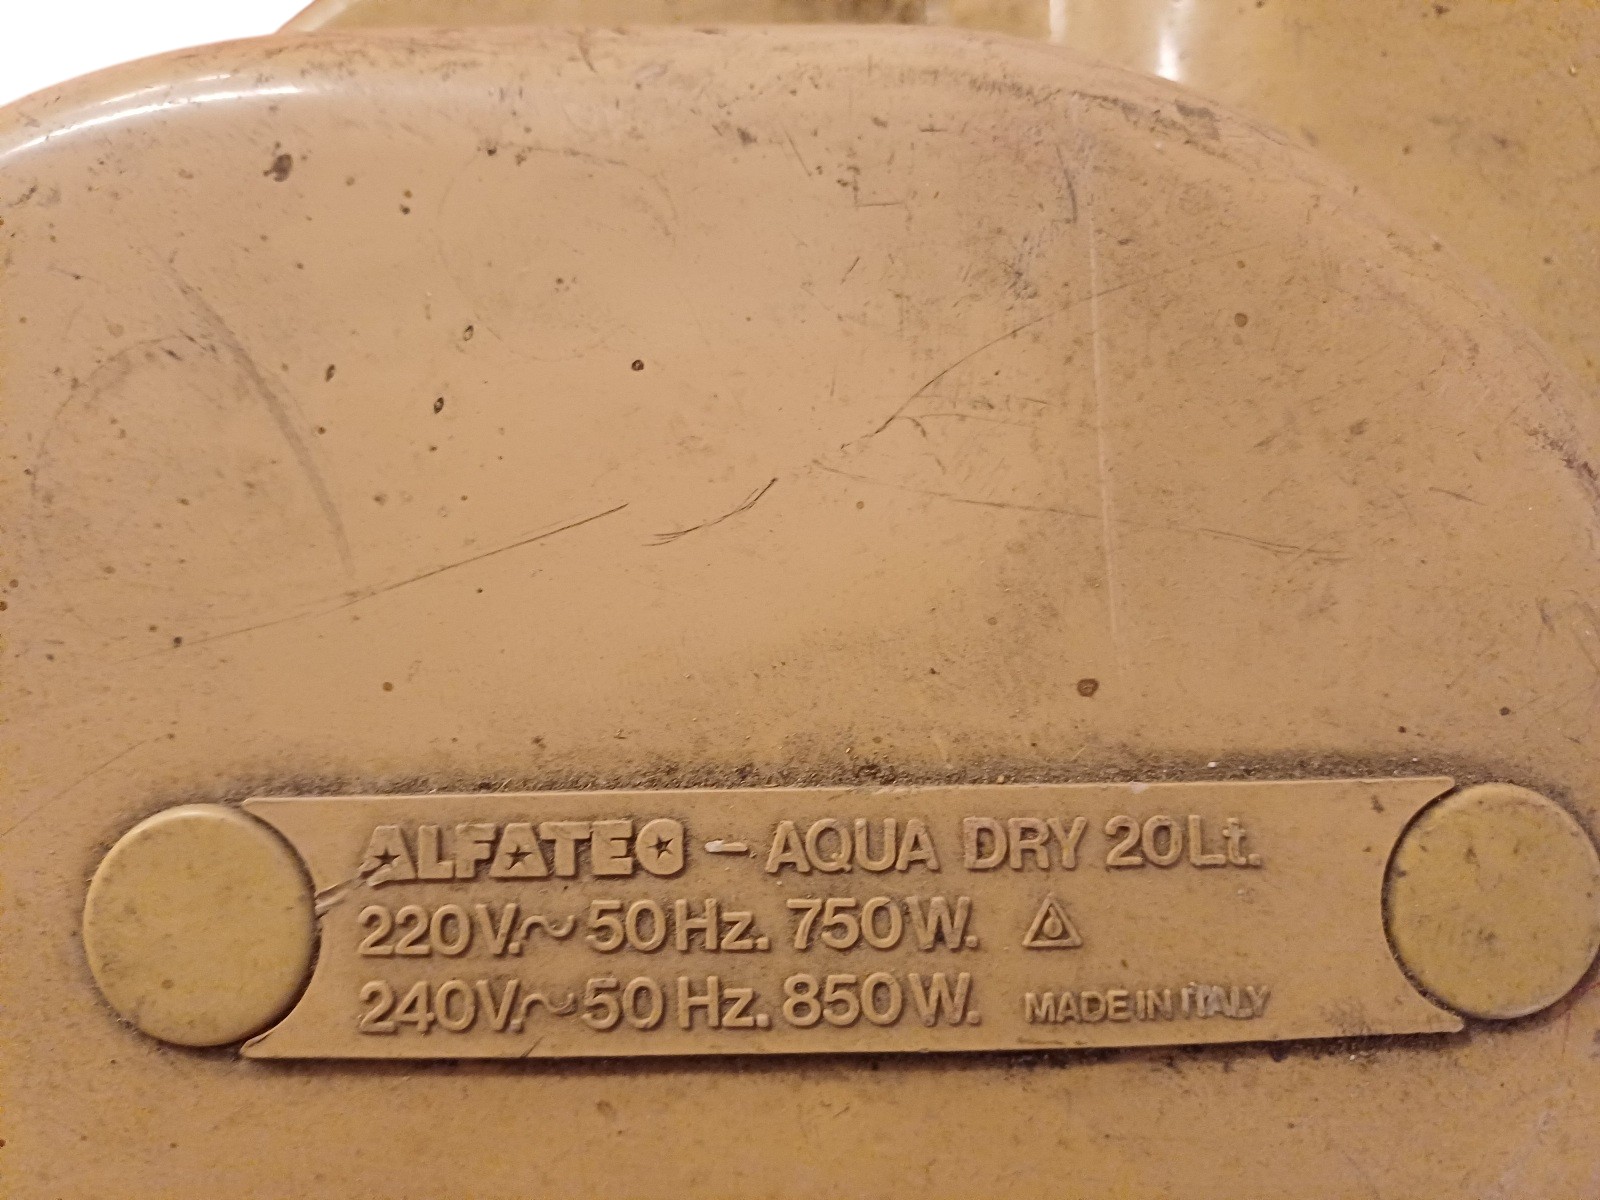 ALFATEC - AQUA DRY 20Lt.
220V.~ 50Hz. 750W.
240V.~ 50Hz. 850W. MADE IN ITALY